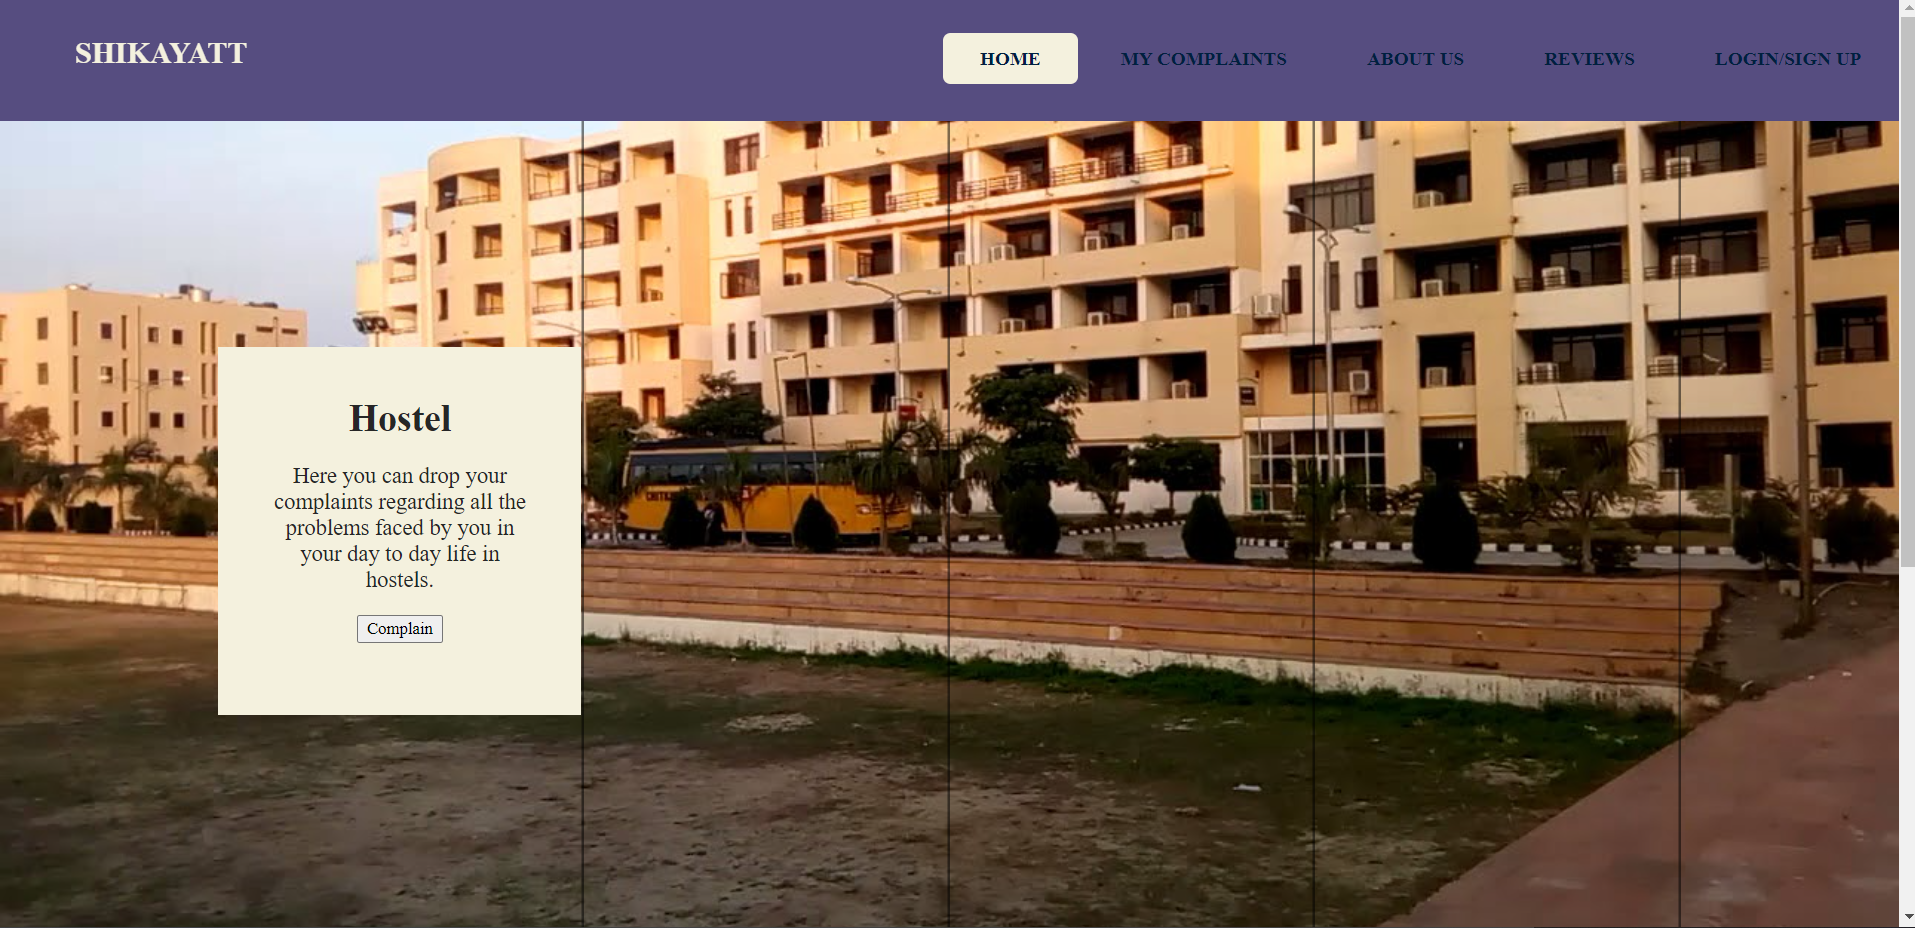 SHIKAYATT
HOME
MY COMPLAINTS
ABOUT US
REVIEWS
LOGIN/SIGN UP
Hostel
Here you can drop your
complaints regarding all the
problems faced by you in
your day to day life in
hostels.
Complain